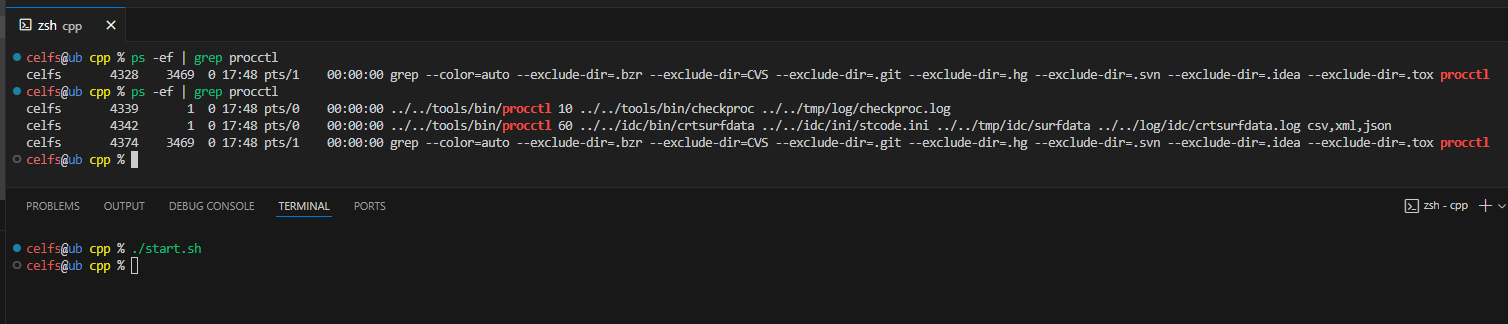 zsh cpp
celfs@ub cpp % ps -ef | grep procctl
celfs 4328 3469 0 17:48 pts/1 00:00:00 grep --color=auto --exclude-dir=.bzr --exclude-dir=CVS --exclude-dir=.git --exclude-dir=.hg --exclude-dir=.svn --exclude-dir=.idea --exclude-dir=.tox procctl
celfs@ub cpp % ps -ef | grep procctl
celfs 4339 1 0 17:48 pts/0 00:00:00 ../../tools/bin/procctl 10 ../../tools/bin/checkproc ../../tmp/log/checkproc.log
celfs 4342 1 0 17:48 pts/0 00:00:00 ../../tools/bin/procctl 60 ../../idc/bin/crtsurfdata ../../idc/ini/stcode.ini ../../tmp/idc/surfdata ../../log/idc/crtsurfdata.log csv,xml,json
celfs 4374 3469 0 17:48 pts/1 00:00:00 grep --color=auto --exclude-dir=.bzr --exclude-dir=CVS --exclude-dir=.git --exclude-dir=.hg --exclude-dir=.svn --exclude-dir=.idea --exclude-dir=.tox procctl
celfs@ub cpp %
PROBLEMS OUTPUT DEBUG CONSOLE TERMINAL PORTS zsh - cpp
celfs@ub cpp % ./start.sh
celfs@ub cpp %